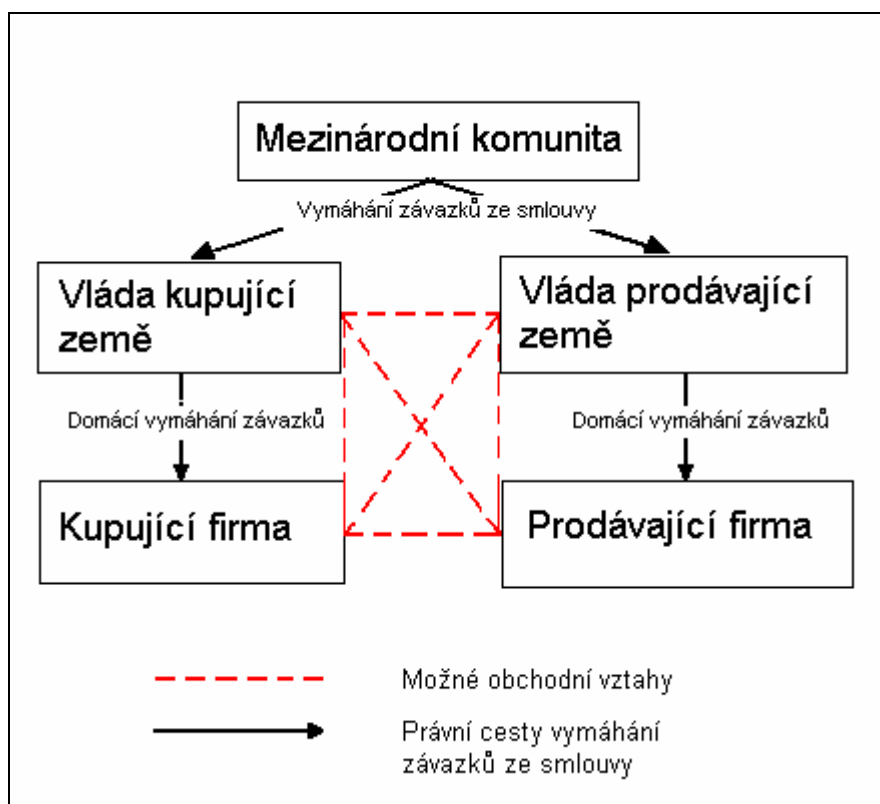 Mezinárodní komunita
Vymáhání závazků ze smlouvy
Vláda kupující
země
Vláda prodávající
země
Domácí vymáhání závazků
Domácí vymáhání závazků
Kupující firma
Prodávající firma
Možné obchodní vztahy
Právní cesty vymáhání
závazků ze smlouvy